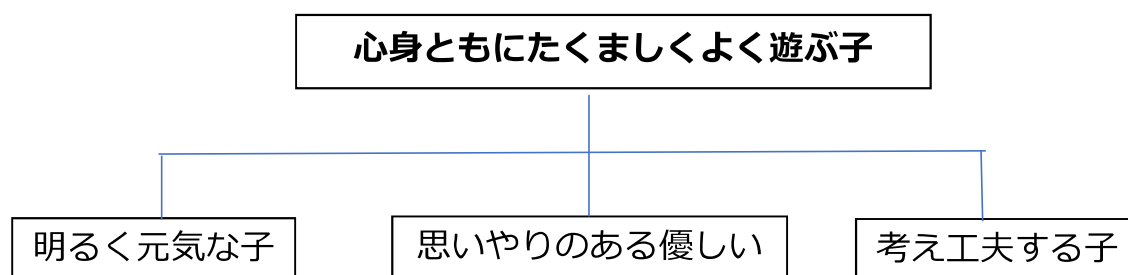 心身ともにたくましくよく遊ぶ子
明るく元気な子
思いやりのある優しい
考え工夫する子